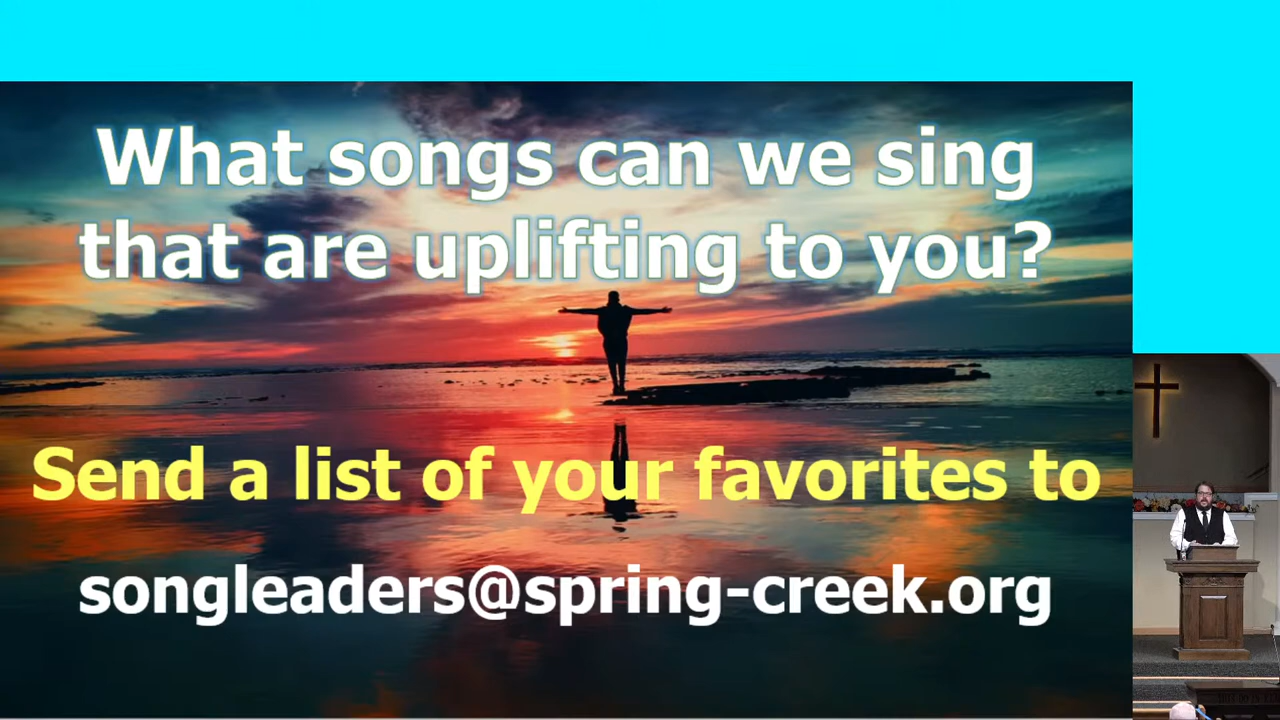 What songs can we sing
that are uplifting to you?
Send a list of your favorites to
songleaders@spring-creek.org